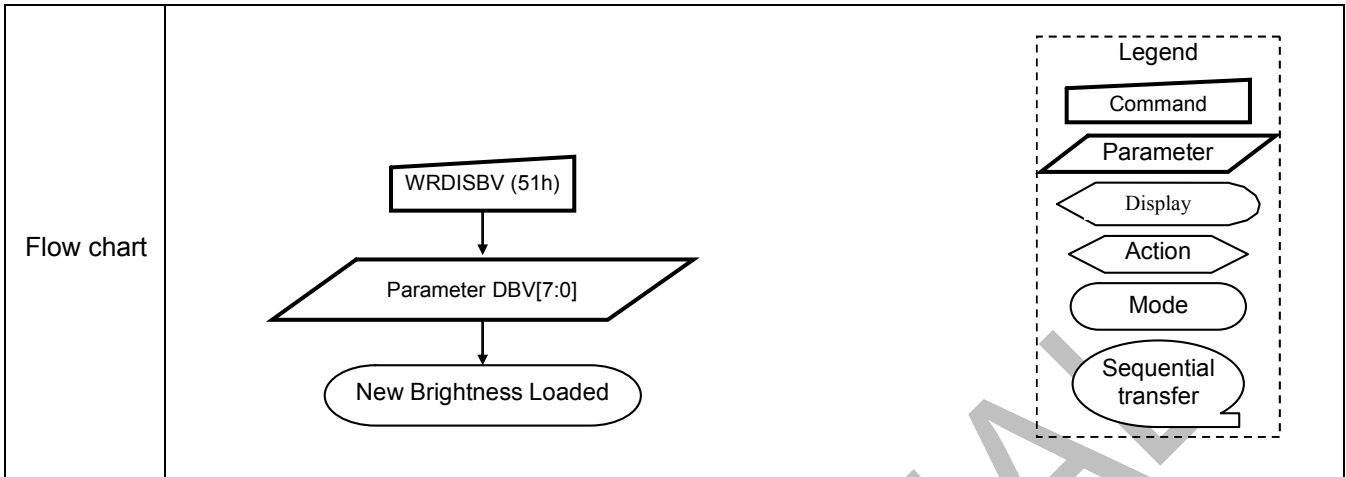 Flow chart
WRDISBV (51h)
Parameter DBV[7:0]
New Brightness Loaded
Legend
Command
Parameter
Display
Action
Mode
Sequential
transfer